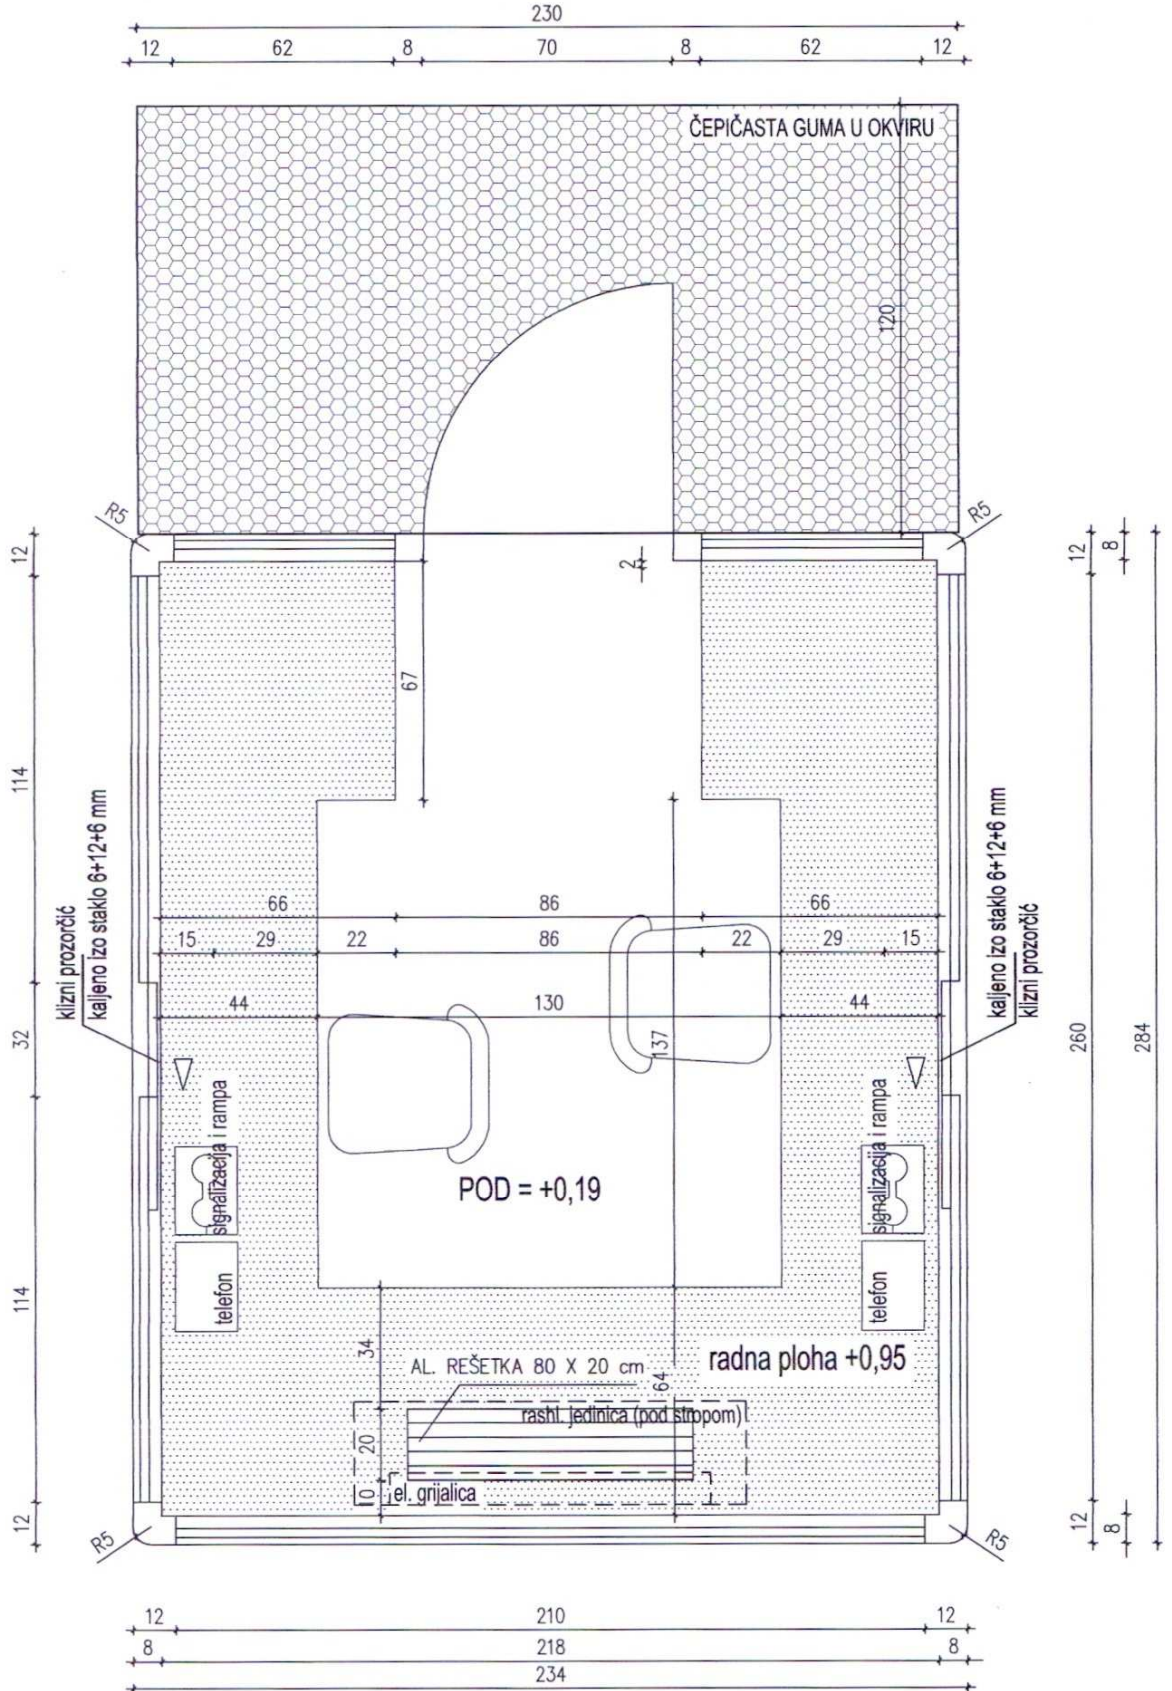 230
12 62 8 70 8 62 12
ČEPIČASTA GUMA U OKVIRU
120
R5
R5
12
12
8
2
67
114
klizni prozorčić
kaljeno izo staklo 6+12+6 mm
kaljeno izo staklo 6+12+6 mm
klizni prozorčić
66 86 66
15 29 22 86 22 29 15
44 130 44
137
32
260
284
signalizacija i rampa
signalizacija i rampa
POD = +0,19
telefon
telefon
114
34
AL. REŠETKA 80 X 20 cm
64
radna ploha +0,95
rashl. jedinica (pod stropom)
20
10
el. grijalica
12
12
8
R5
R5
12 210 12
8 218 8
234